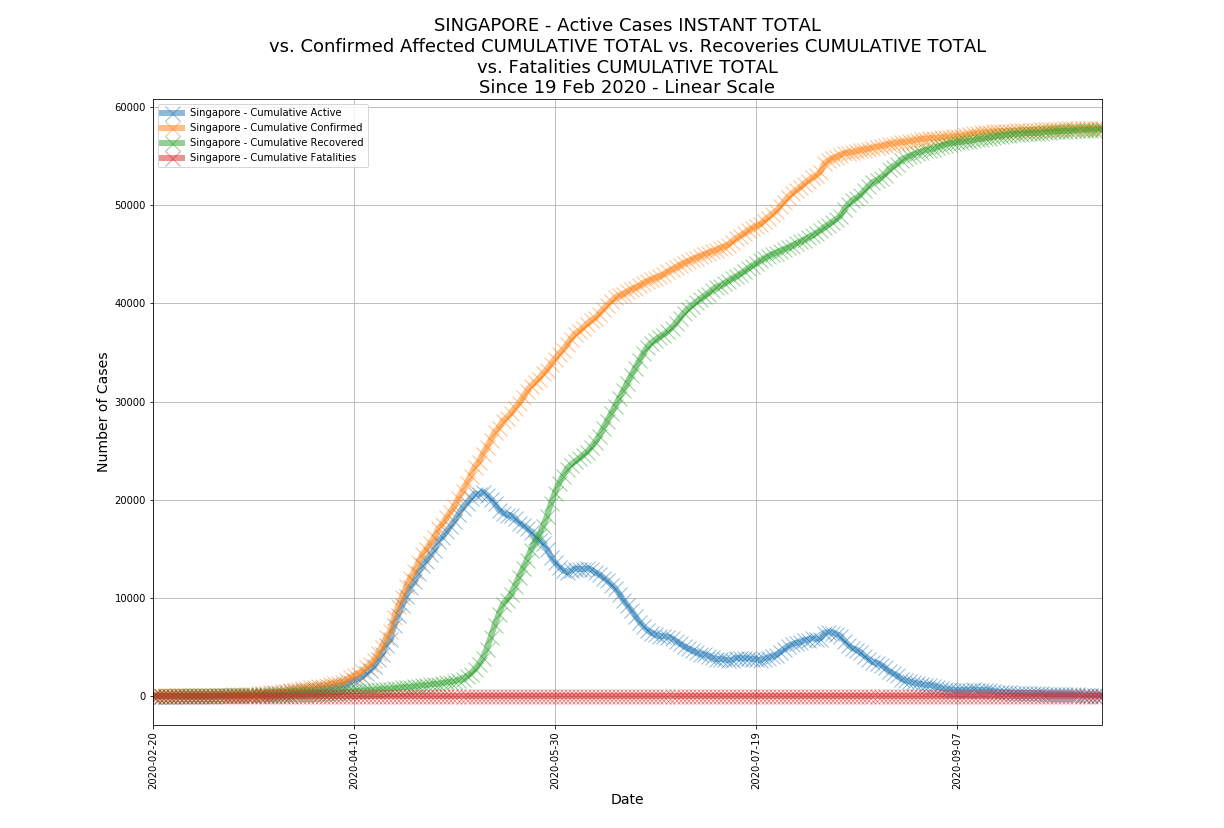 SINGAPORE - Active Cases INSTANT TOTAL
vs. Confirmed Affected CUMULATIVE TOTAL vs. Recoveries CUMULATIVE TOTAL
vs. Fatalities CUMULATIVE TOTAL
Since 19 Feb 2020 - Linear Scale
Singapore - Cumulative Active
Singapore - Cumulative Confirmed
Singapore - Cumulative Recovered
Singapore - Cumulative Fatalities
Number of Cases
60000
50000
40000
30000
20000
10000
0
2020-02-20
2020-04-10
2020-05-30
2020-07-19
2020-09-07
Date